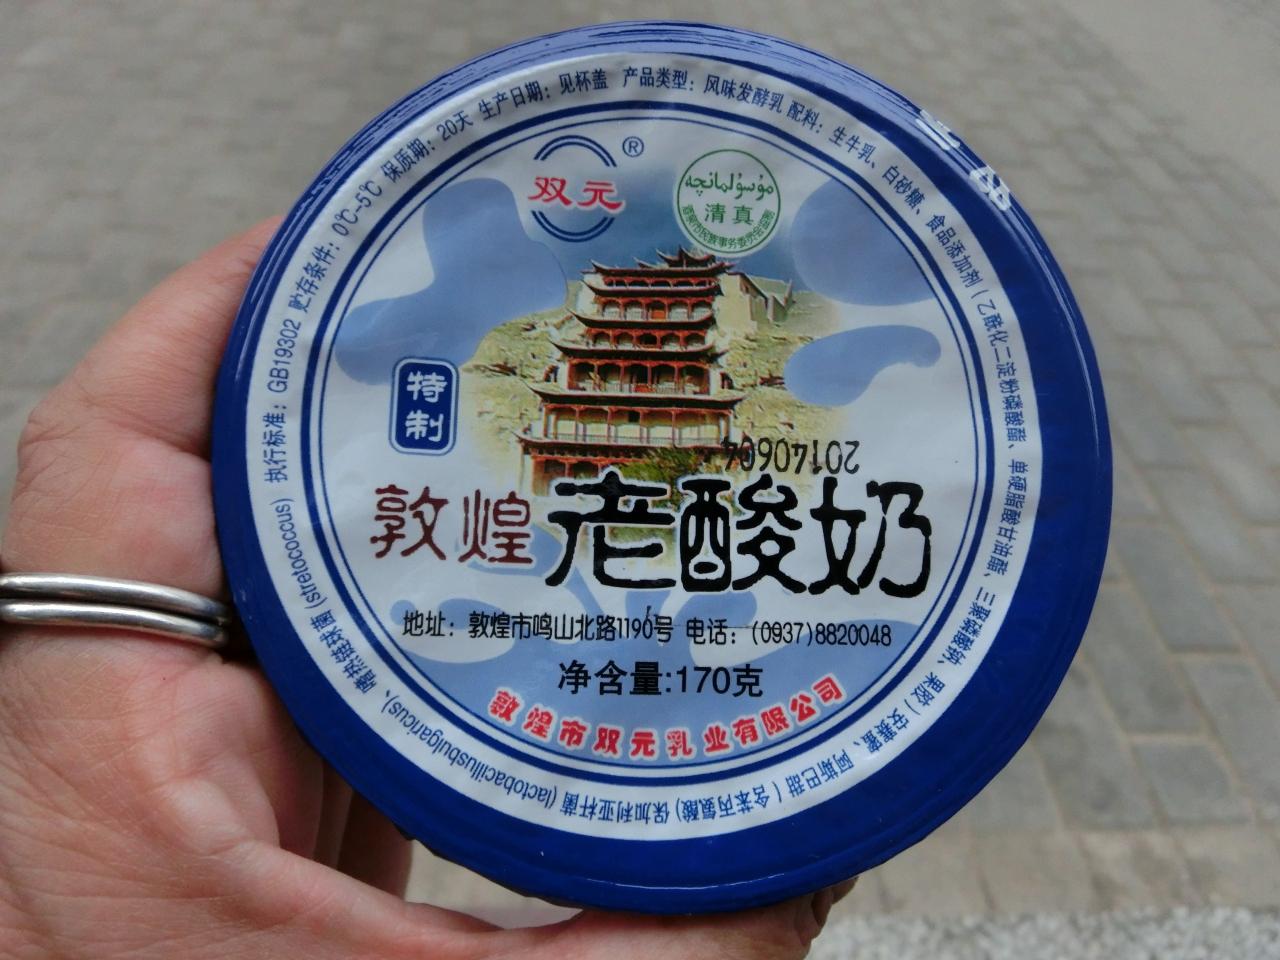 执行标准：GB19302 贮存条件：0℃-5℃ 保质期：20天 生产日期：见杯盖 产品类型：风味发酵乳 配料：生牛乳、白砂糖、食品添加剂（乙酰化二淀粉磷酸酯、单硬脂酸甘油酯、三聚磷酸钠、果胶）安赛蜜、阿斯巴甜（含苯丙氨酸）保加利亚杆菌(lactobacillusbulgaricus)、嗜热链球菌(stretococcus)
双元®
مۇسۇلمانچە
清真
特制
20140604
敦煌老酸奶
地址：敦煌市鸣山北路1190号 电话：(0937)8820048
净含量:170克
敦煌市双元乳业有限公司